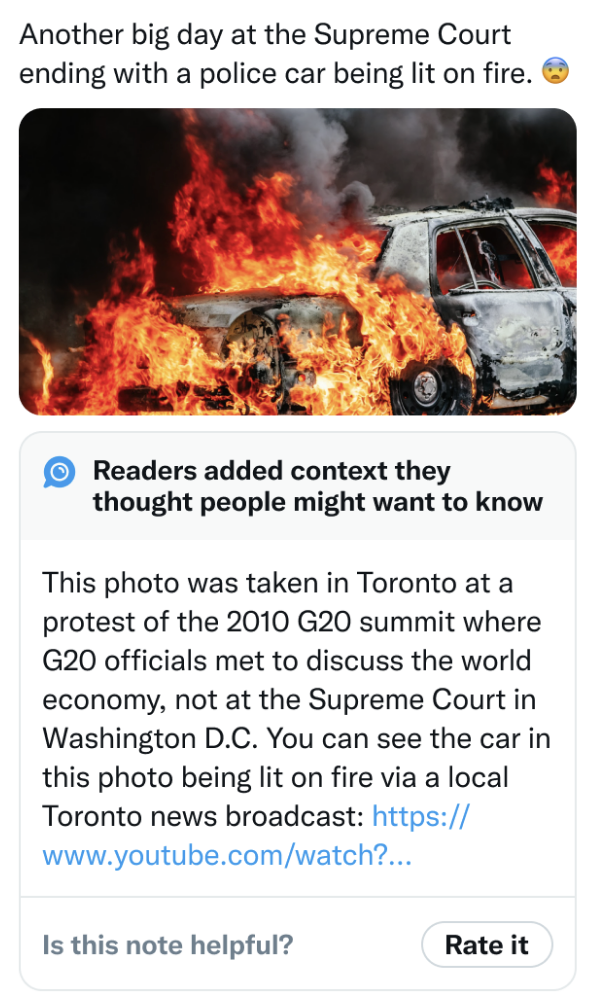 Another big day at the Supreme Court
ending with a police car being lit on fire. 😨
Readers added context they
thought people might want to know
This photo was taken in Toronto at a
protest of the 2010 G20 summit where
G20 officials met to discuss the world
economy, not at the Supreme Court in
Washington D.C. You can see the car in
this photo being lit on fire via a local
Toronto news broadcast: https://
www.youtube.com/watch?...
Is this note helpful?
Rate it